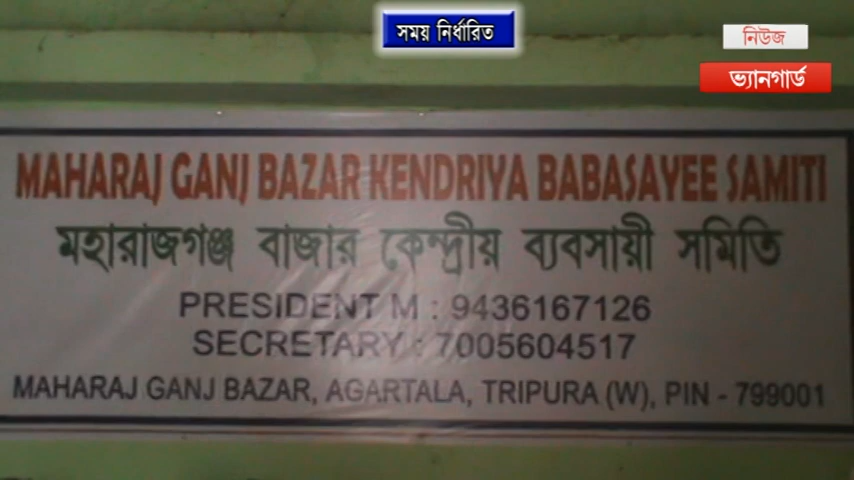 সময় নির্ধারিত
নিউজ
ভ্যানগার্ড
MAHARAJ GANJ BAZAR KENDRIYA BABASAYEE SAMITI
মহারাজগঞ্জ বাজার কেন্দ্রীয় ব্যবসায়ী সমিতি
PRESIDENT M : 9436167126
SECRETARY : 7005604517
MAHARAJ GANJ BAZAR, AGARTALA, TRIPURA (W), PIN - 799001